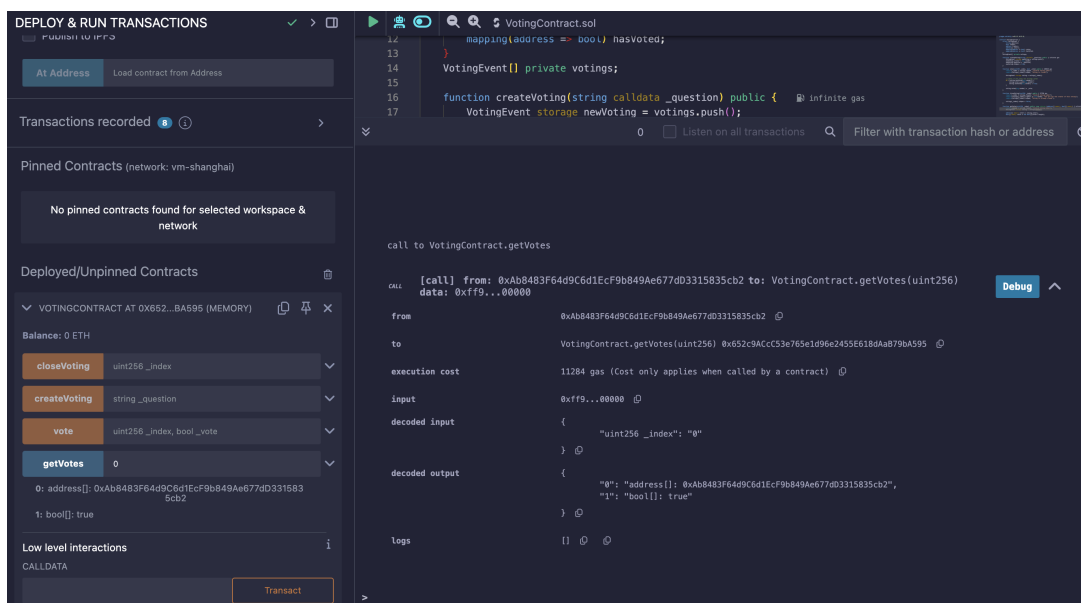 DEPLOY & RUN TRANSACTIONS
Publish to IPFS
At Address
Load contract from Address
Transactions recorded 8 i
Pinned Contracts (network: vm-shanghai)
No pinned contracts found for selected workspace &
network
Deployed/Unpinned Contracts
VOTINGCONTRACT AT 0X652...BA595 (MEMORY)
Balance: 0 ETH
closeVoting
uint256 _index
createVoting
string _question
vote
uint256 _index, bool _vote
getVotes
0
0: address[]: 0xAb8483F64d9C6d1EcF9b849Ae677dD331583
5cb2
1: bool[]: true
Low level interactions
i
CALLDATA
Transact
VotingContract.sol
12 mapping(address => bool) hasVoted;
13 }
14 VotingEvent[] private votings;
15
16 function createVoting(string calldata _question) public { infinite gas
17 VotingEvent storage newVoting = votings.push();
0
Listen on all transactions
Filter with transaction hash or address
call to VotingContract.getVotes
CALL
[call] from: 0xAb8483F64d9C6d1EcF9b849Ae677dD3315835cb2 to: VotingContract.getVotes(uint256)
data: 0xff9...00000
Debug
from 0xAb8483F64d9C6d1EcF9b849Ae677dD3315835cb2
to VotingContract.getVotes(uint256) 0x652c9ACcC53e765e1d96e2455E618dAaB79bA595
execution cost 11284 gas (Cost only applies when called by a contract)
input 0xff9...00000
decoded input {
"uint256 _index": "0"
}
decoded output {
"0": "address[]: 0xAb8483F64d9C6d1EcF9b849Ae677dD3315835cb2",
"1": "bool[]: true"
}
logs []
>